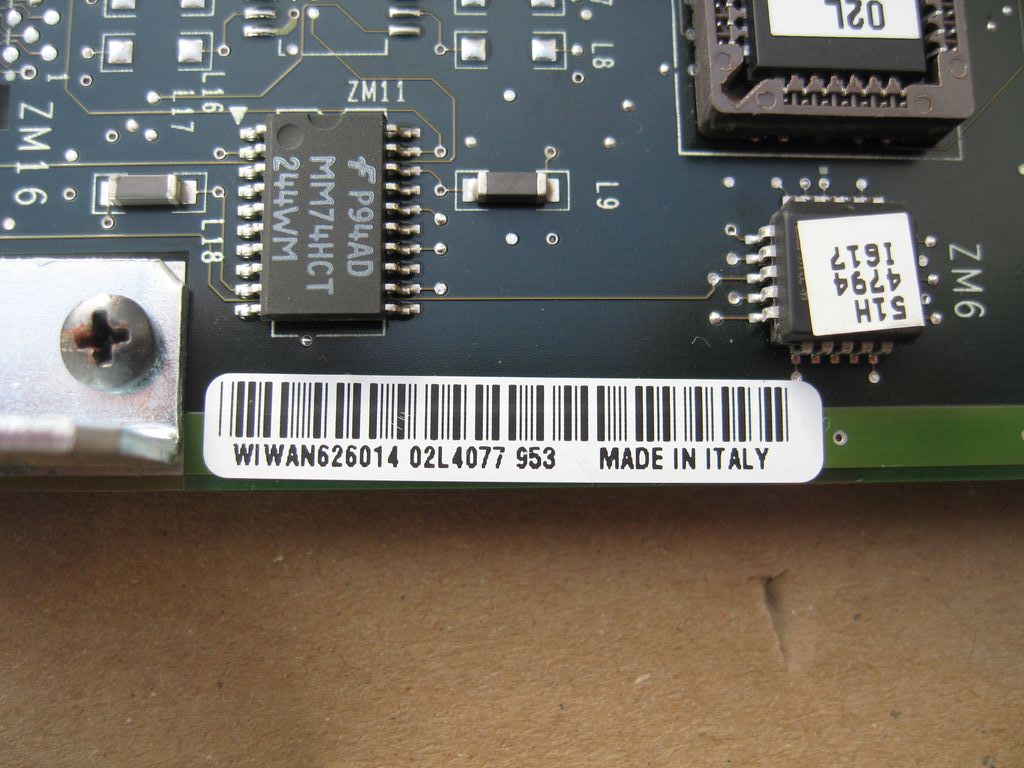 02L
L8
L16
L17
ZM11
ZM16
P94AD
MM74HCT
244WM
L18
L9
51H
4794
1617
ZM6
WIWAN626014 02L4077 953 MADE IN ITALY